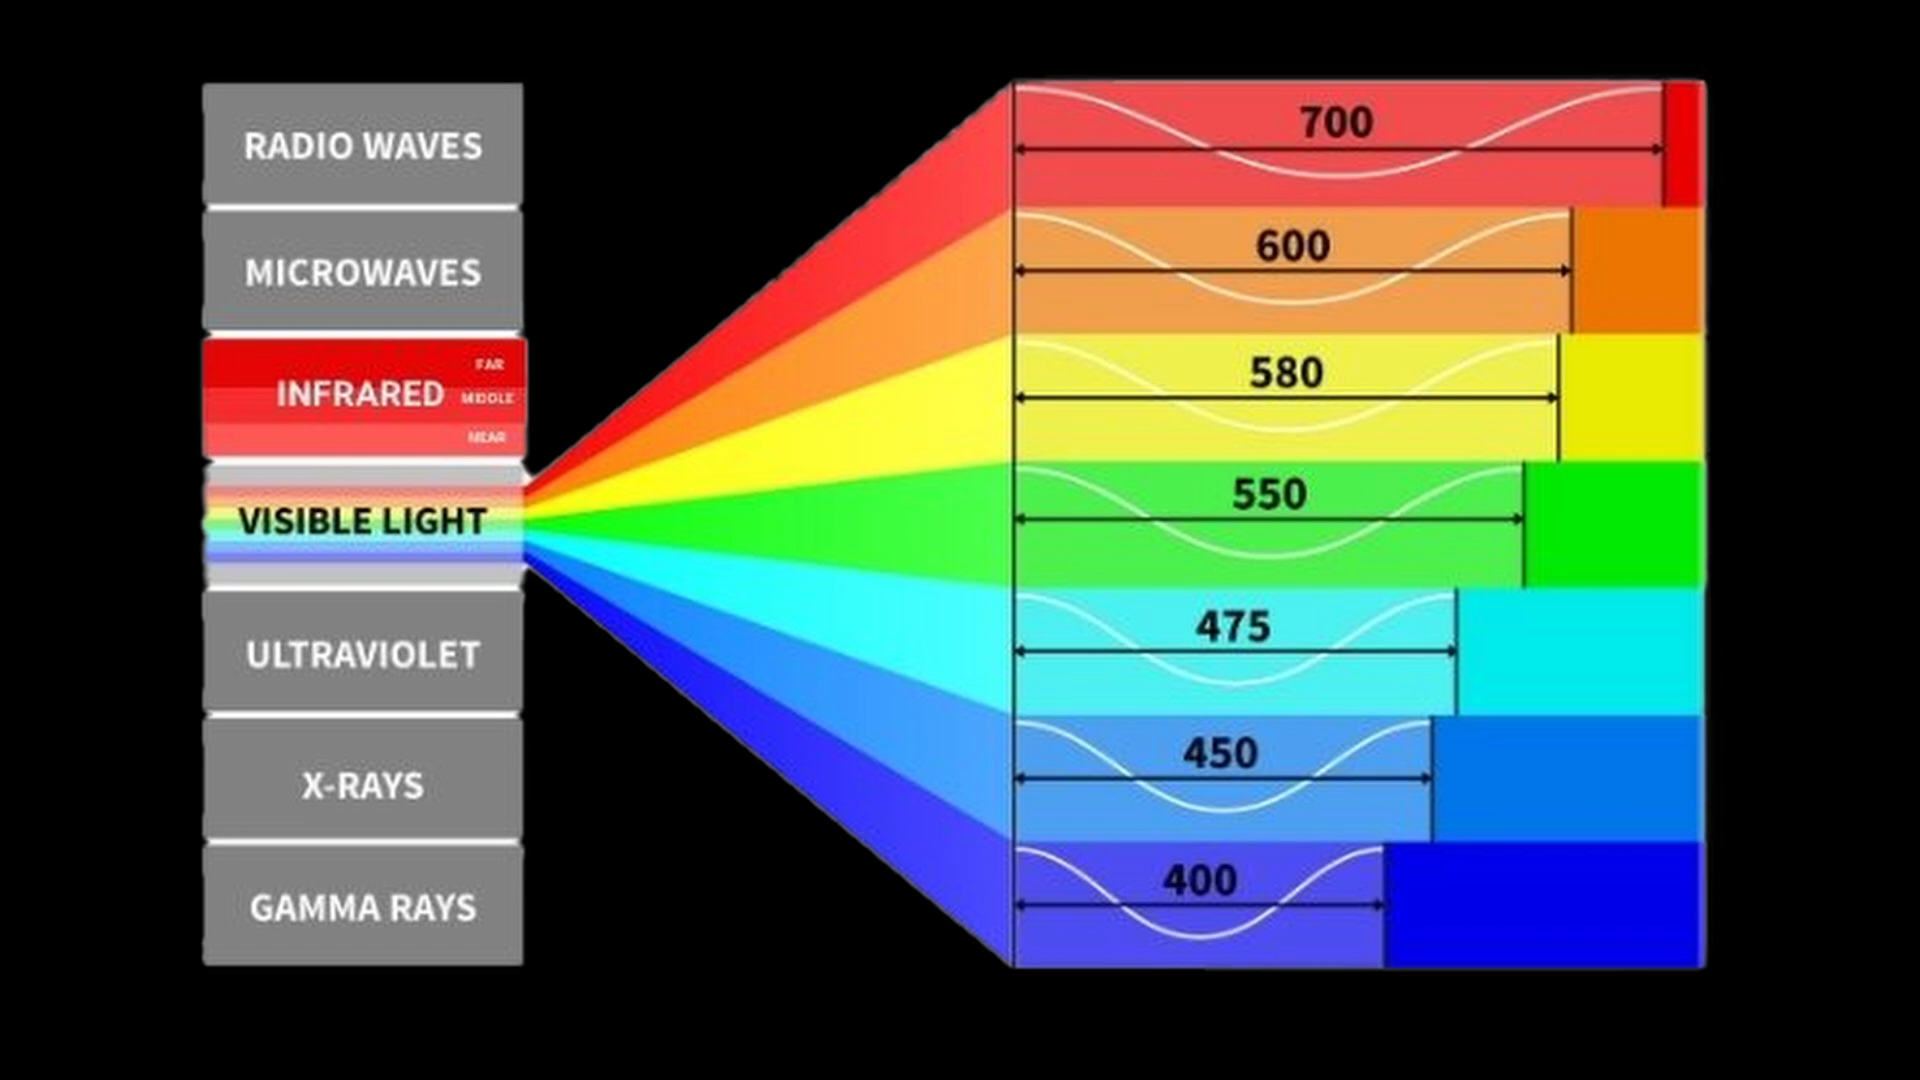 RADIO WAVES
MICROWAVES
FAR
INFRARED
MIDDLE
NEAR
VISIBLE LIGHT
ULTRAVIOLET
X-RAYS
GAMMA RAYS
700
600
580
550
475
450
400